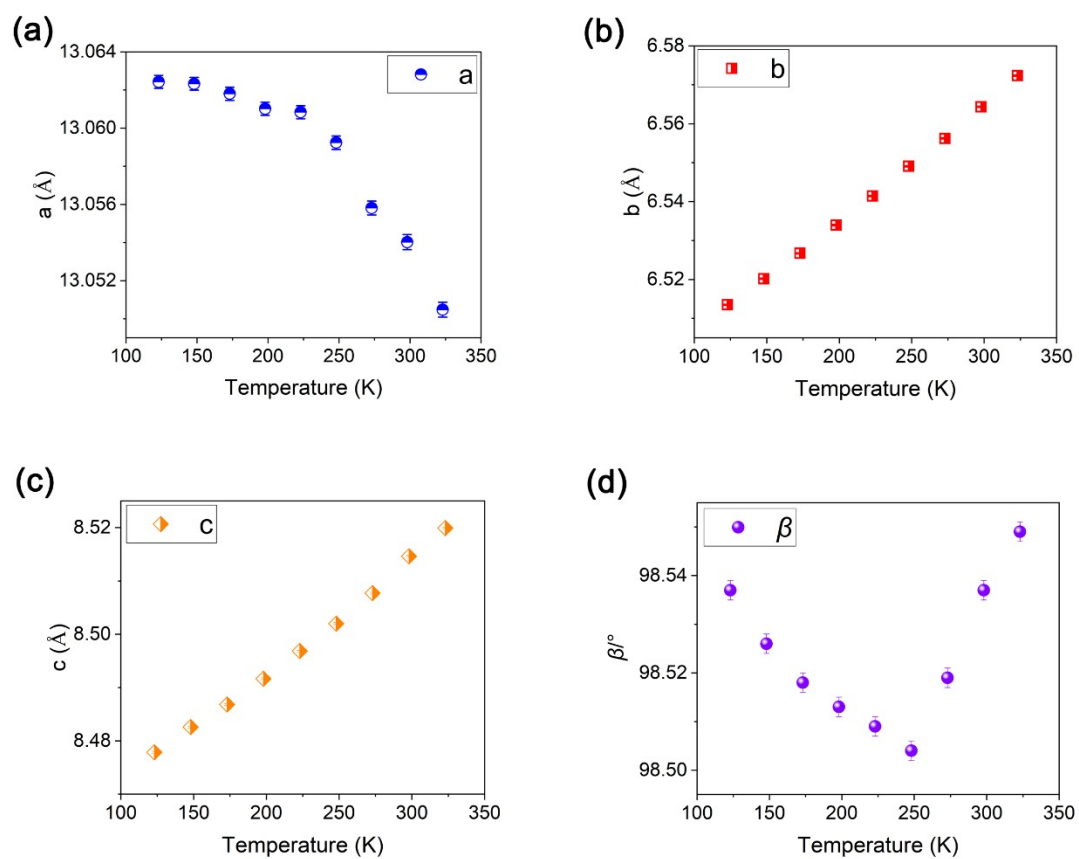 (a)
13.064
13.060
13.056
13.052
a (Å)
a
100 150 200 250 300 350
Temperature (K)
(b)
6.58
6.56
6.54
6.52
b (Å)
b
100 150 200 250 300 350
Temperature (K)
(c)
8.52
8.50
8.48
c (Å)
c
100 150 200 250 300 350
Temperature (K)
(d)
98.54
98.52
98.50
β/°
β
100 150 200 250 300 350
Temperature (K)